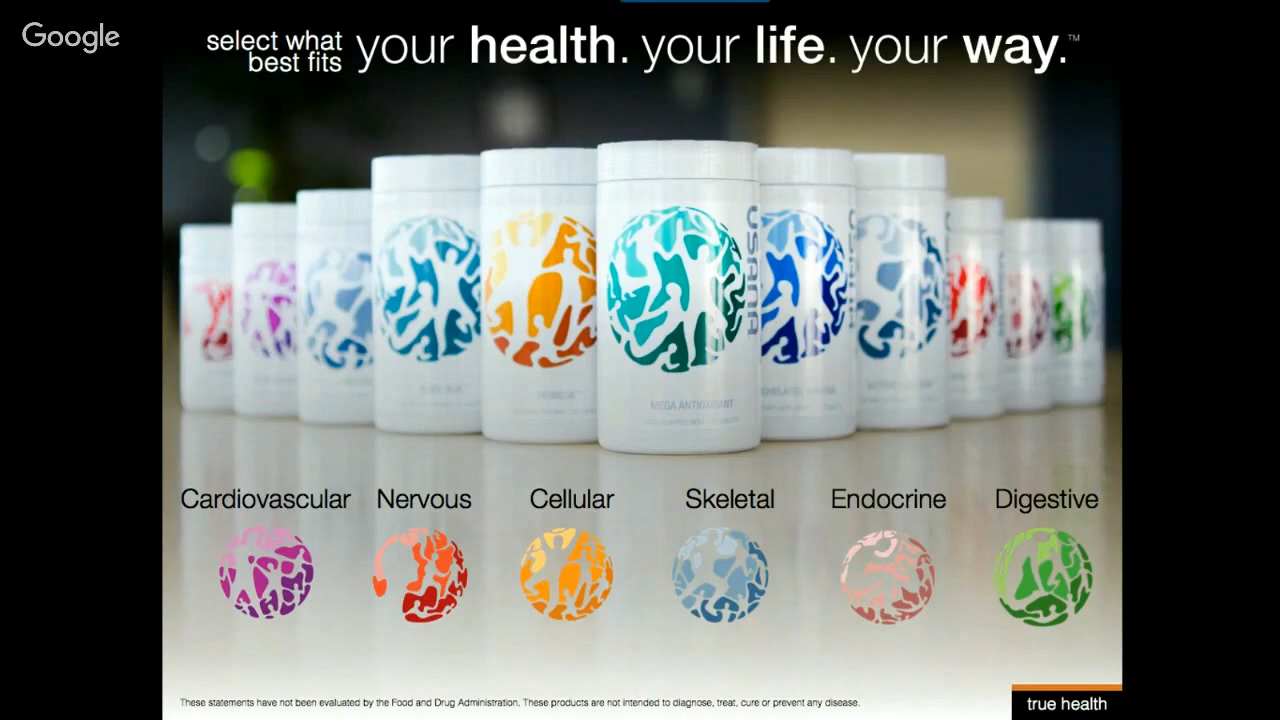 Google
select what
best fits
your health. your life. your way.™
USANA
MEGA ANTIOXIDANT
Cardiovascular Nervous Cellular Skeletal Endocrine Digestive
These statements have not been evaluated by the Food and Drug Administration. These products are not intended to diagnose, treat, cure or prevent any disease.
true health